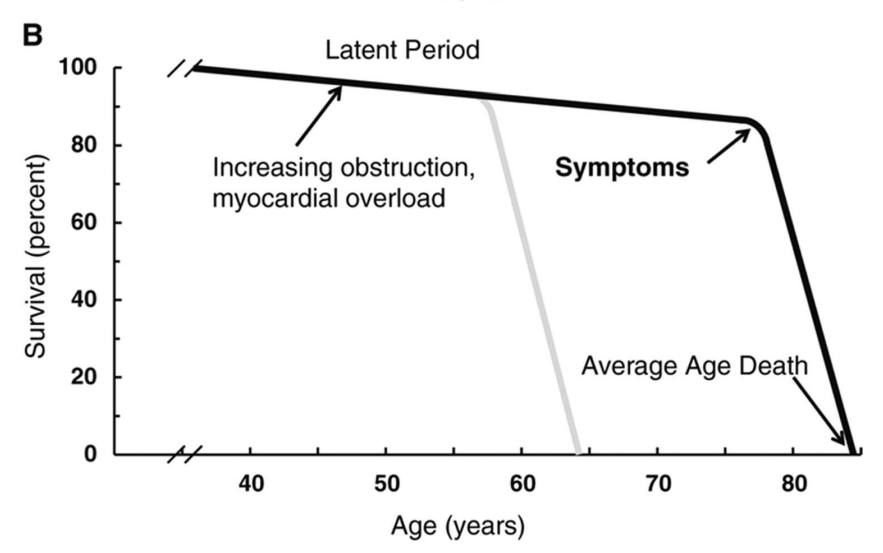 B
Latent Period
100
80
60
40
20
0
Survival (percent)
Increasing obstruction,
myocardial overload
Symptoms
Average Age Death
40
50
60
70
80
Age (years)